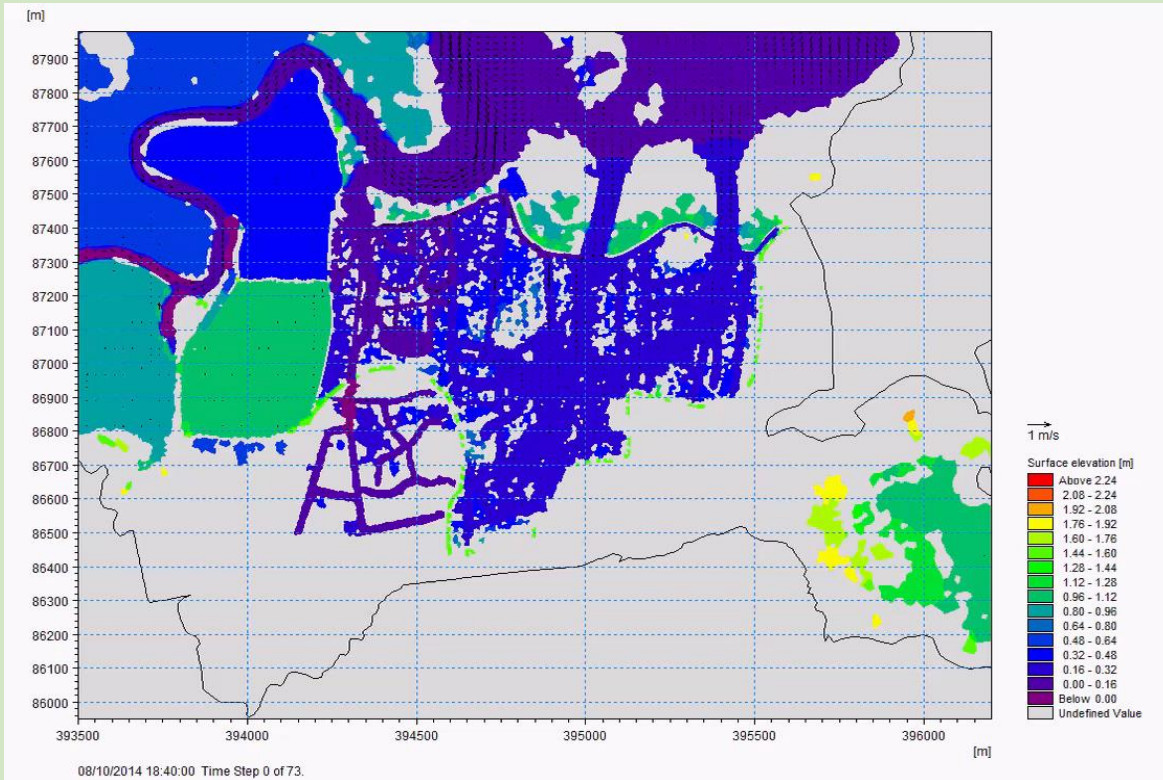 [m]
87900
87800
87700
87600
87500
87400
87300
87200
87100
87000
86900
86800
86700
86600
86500
86400
86300
86200
86100
86000
393500 394000 394500 395000 395500 396000
[m]
1 m/s
Surface elevation [m]
Above 2.24
2.08 - 2.24
1.92 - 2.08
1.76 - 1.92
1.60 - 1.76
1.44 - 1.60
1.28 - 1.44
1.12 - 1.28
0.96 - 1.12
0.80 - 0.96
0.64 - 0.80
0.48 - 0.64
0.32 - 0.48
0.16 - 0.32
0.00 - 0.16
Below 0.00
Undefined Value
08/10/2014 18:40:00 Time Step 0 of 73.